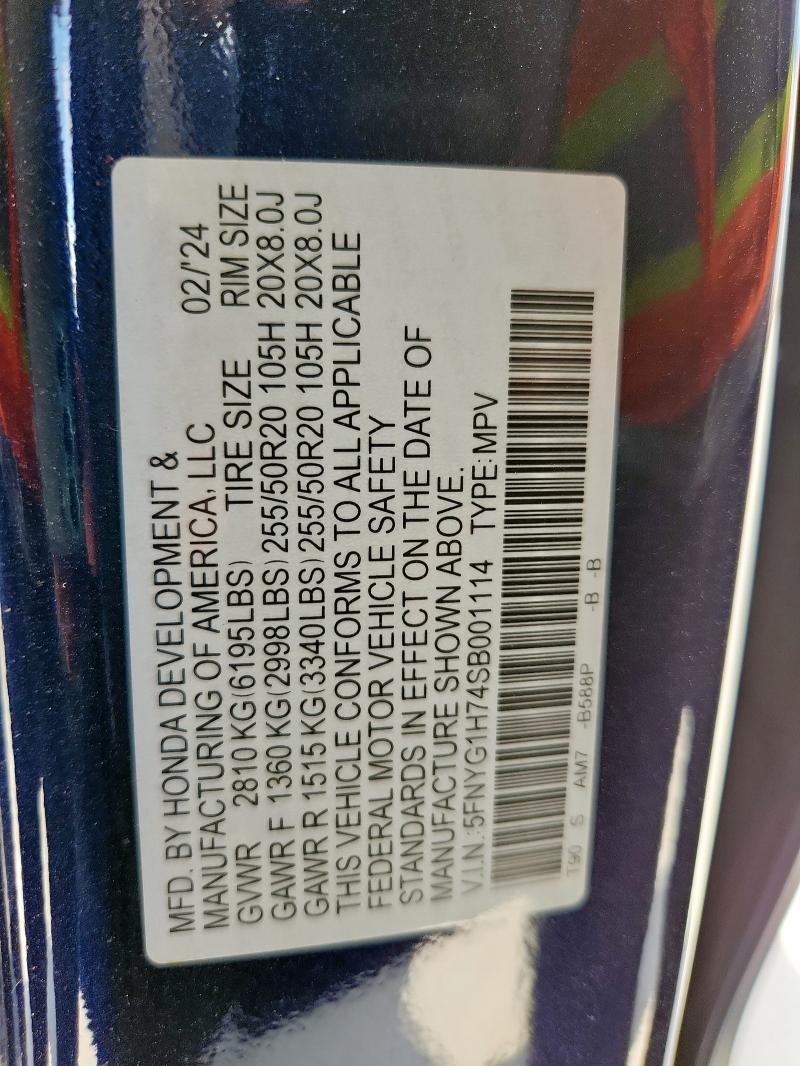 MFD. BY HONDA DEVELOPMENT &
MANUFACTURING OF AMERICA, LLC 02/'24
GVWR 2810 KG(6195LBS) TIRE SIZE RIM SIZE
GAWR F 1360 KG(2998LBS) 255/50R20 105H 20X8.0J
GAWR R 1515 KG(3340LBS) 255/50R20 105H 20X8.0J
THIS VEHICLE CONFORMS TO ALL APPLICABLE
FEDERAL MOTOR VEHICLE SAFETY
STANDARDS IN EFFECT ON THE DATE OF
MANUFACTURE SHOWN ABOVE.
V.I.N.:5FNYG1H74SB001114 TYPE:MPV
T90 S AM7 -B588P -B -B